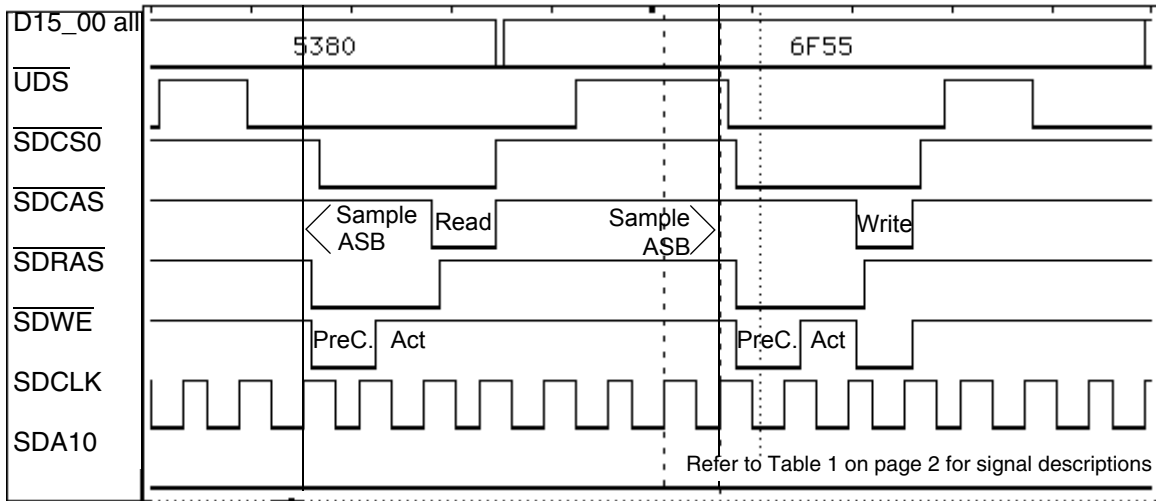 D15_00 all
5380
6F55
UDS
SDCS0
SDCAS
Sample
ASB
Read
Sample
ASB
Write
SDRAS
SDWE
PreC.
Act
PreC.
Act
SDCLK
SDA10
Refer to Table 1 on page 2 for signal descriptions